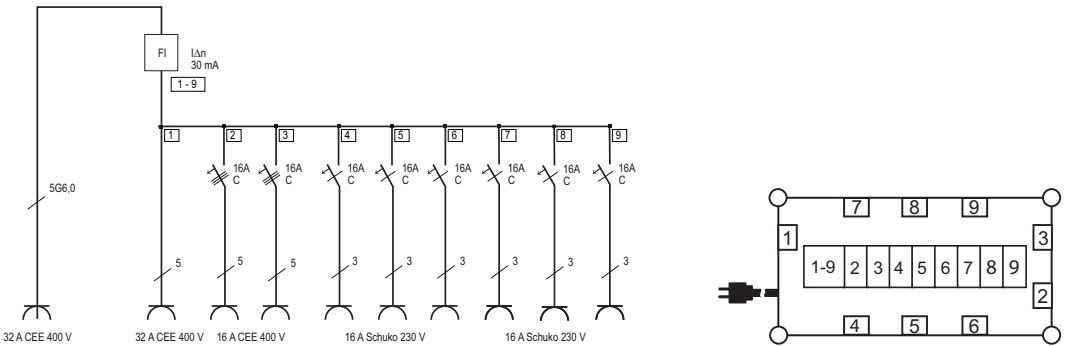 FI
IΔn
30 mA
1 - 9
1 2 3 4 5 6 7 8 9
16A 16A 16A 16A 16A 16A 16A 16A
C C C C C C C C
5G6,0
5 5 5 3 3 3 3 3 3
32 A CEE 400 V 32 A CEE 400 V 16 A CEE 400 V 16 A Schuko 230 V 16 A Schuko 230 V
7 8 9
1 3
1-9 2 3 4 5 6 7 8 9
2
4 5 6